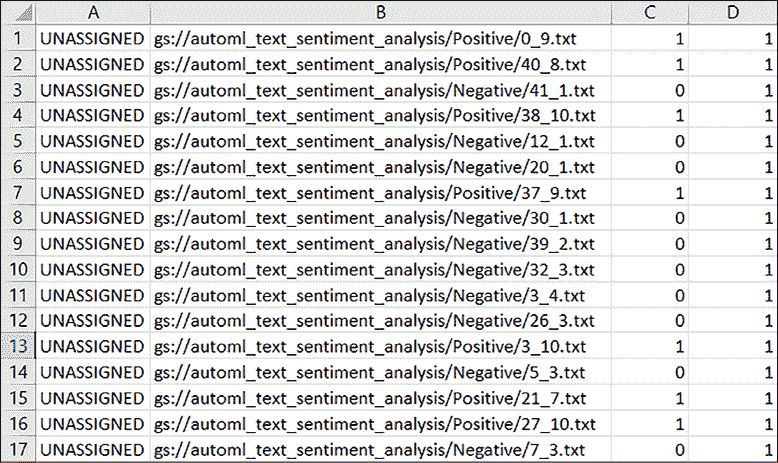 A B C D
1 UNASSIGNED gs://automl_text_sentiment_analysis/Positive/0_9.txt 1 1
2 UNASSIGNED gs://automl_text_sentiment_analysis/Positive/40_8.txt 1 1
3 UNASSIGNED gs://automl_text_sentiment_analysis/Negative/41_1.txt 0 1
4 UNASSIGNED gs://automl_text_sentiment_analysis/Positive/38_10.txt 1 1
5 UNASSIGNED gs://automl_text_sentiment_analysis/Negative/12_1.txt 0 1
6 UNASSIGNED gs://automl_text_sentiment_analysis/Negative/20_1.txt 0 1
7 UNASSIGNED gs://automl_text_sentiment_analysis/Positive/37_9.txt 1 1
8 UNASSIGNED gs://automl_text_sentiment_analysis/Negative/30_1.txt 0 1
9 UNASSIGNED gs://automl_text_sentiment_analysis/Negative/39_2.txt 0 1
10 UNASSIGNED gs://automl_text_sentiment_analysis/Negative/32_3.txt 0 1
11 UNASSIGNED gs://automl_text_sentiment_analysis/Negative/3_4.txt 0 1
12 UNASSIGNED gs://automl_text_sentiment_analysis/Negative/26_3.txt 0 1
13 UNASSIGNED gs://automl_text_sentiment_analysis/Positive/3_10.txt 1 1
14 UNASSIGNED gs://automl_text_sentiment_analysis/Negative/5_3.txt 0 1
15 UNASSIGNED gs://automl_text_sentiment_analysis/Positive/21_7.txt 1 1
16 UNASSIGNED gs://automl_text_sentiment_analysis/Positive/27_10.txt 1 1
17 UNASSIGNED gs://automl_text_sentiment_analysis/Negative/7_3.txt 0 1